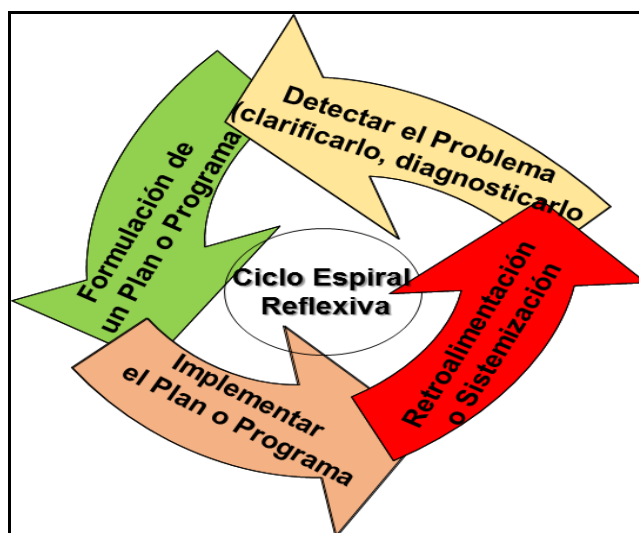 Detectar el Problema
(clarificarlo, diagnosticarlo
Formulación de
un Plan o Programa
Ciclo Espiral
Reflexiva
Implementar
el Plan o Programa
Retroalimentación
o Sistemización